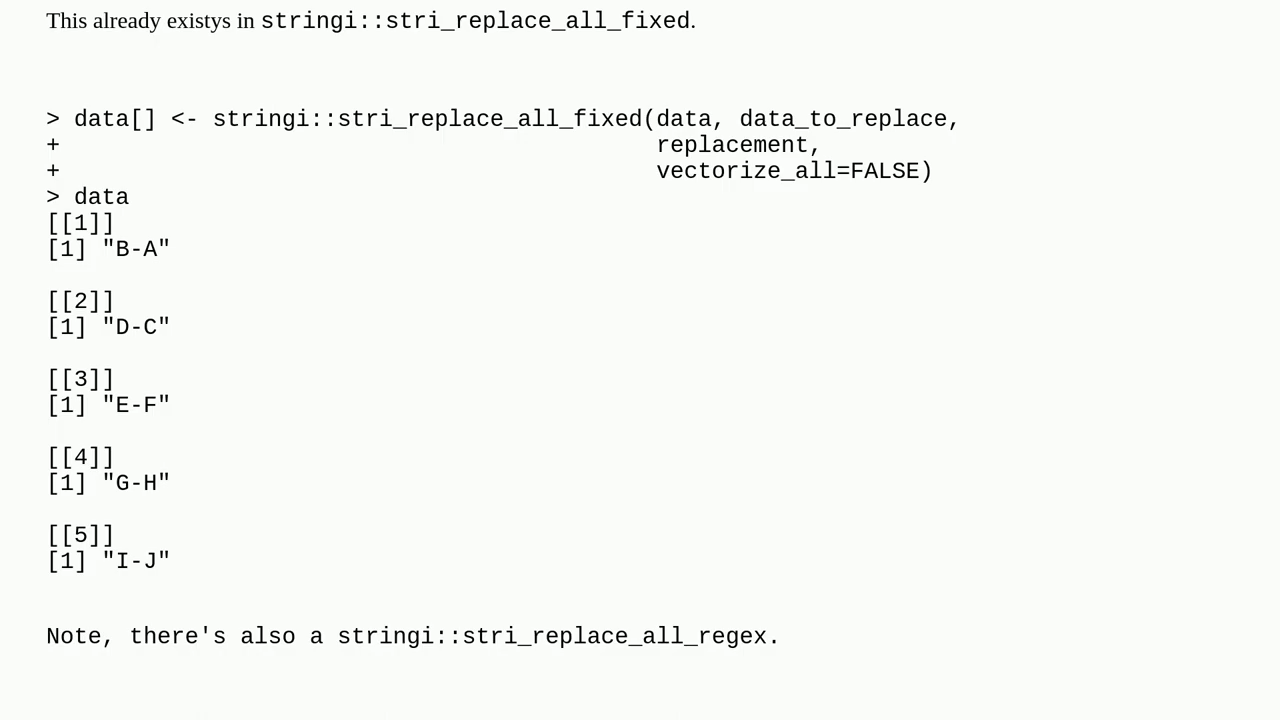 This already existys in stringi::stri_replace_all_fixed.
> data[] <- stringi::stri_replace_all_fixed(data, data_to_replace,
+                                           replacement,
+                                           vectorize_all=FALSE)
> data
[[1]]
[1] "B-A"
[[2]]
[1] "D-C"
[[3]]
[1] "E-F"
[[4]]
[1] "G-H"
[[5]]
[1] "I-J"
Note, there's also a stringi::stri_replace_all_regex.